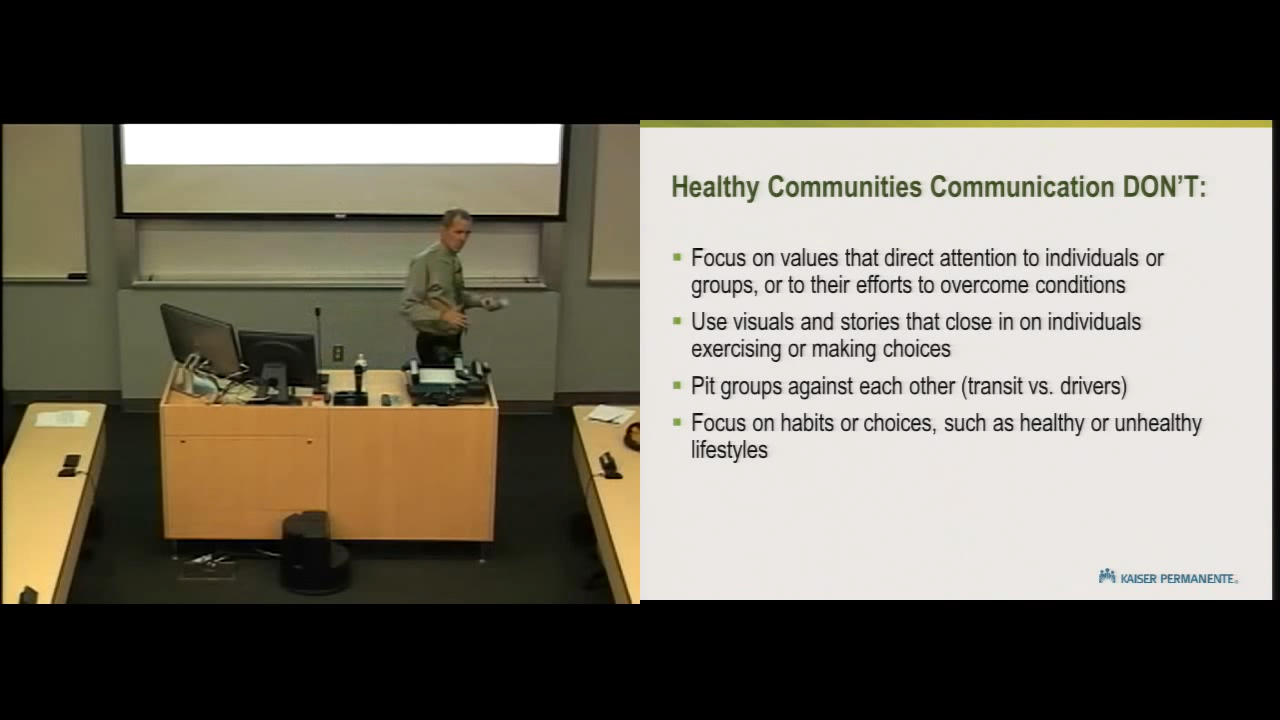 Healthy Communities Communication DON'T:
Focus on values that direct attention to individuals or
groups, or to their efforts to overcome conditions
Use visuals and stories that close in on individuals
exercising or making choices
Pit groups against each other (transit vs. drivers)
Focus on habits or choices, such as healthy or unhealthy
lifestyles
KAISER PERMANENTE®